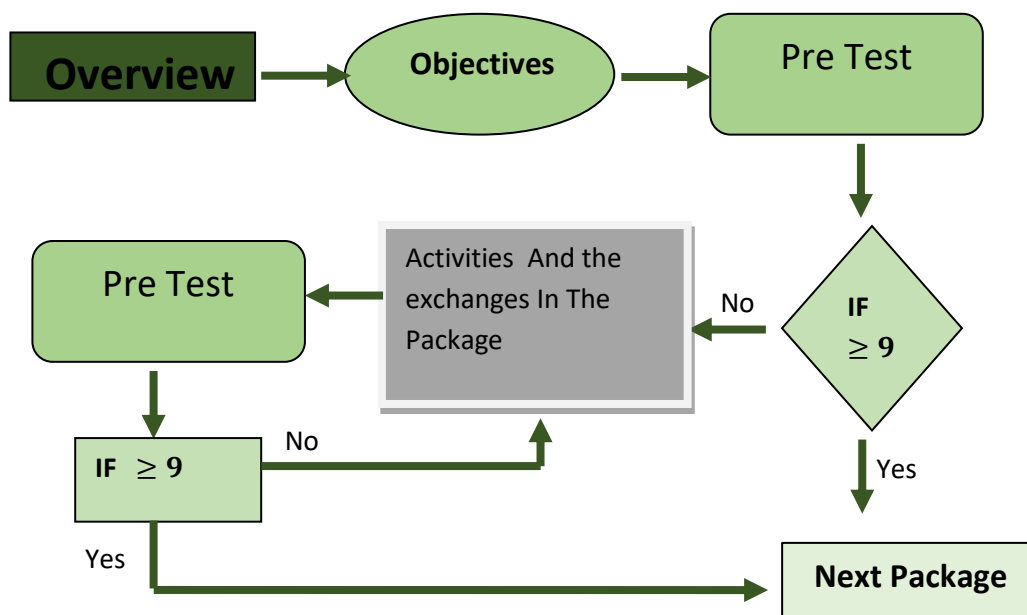 Overview
Objectives
Pre Test
IF
≥ 9
No
Activities And the
exchanges In The
Package
Pre Test
IF ≥ 9
No
Yes
Yes
Next Package